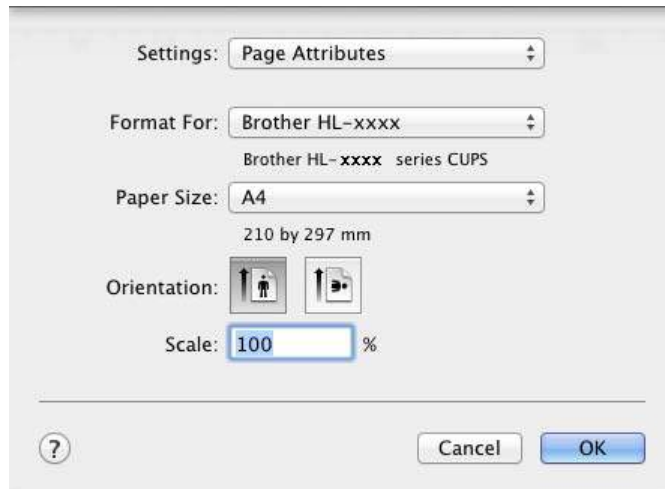 Settings: Page Attributes
Format For: Brother HL-xxxx
Brother HL-xxxx series CUPS
Paper Size: A4
210 by 297 mm
Orientation:
Scale: 100 %
? Cancel OK